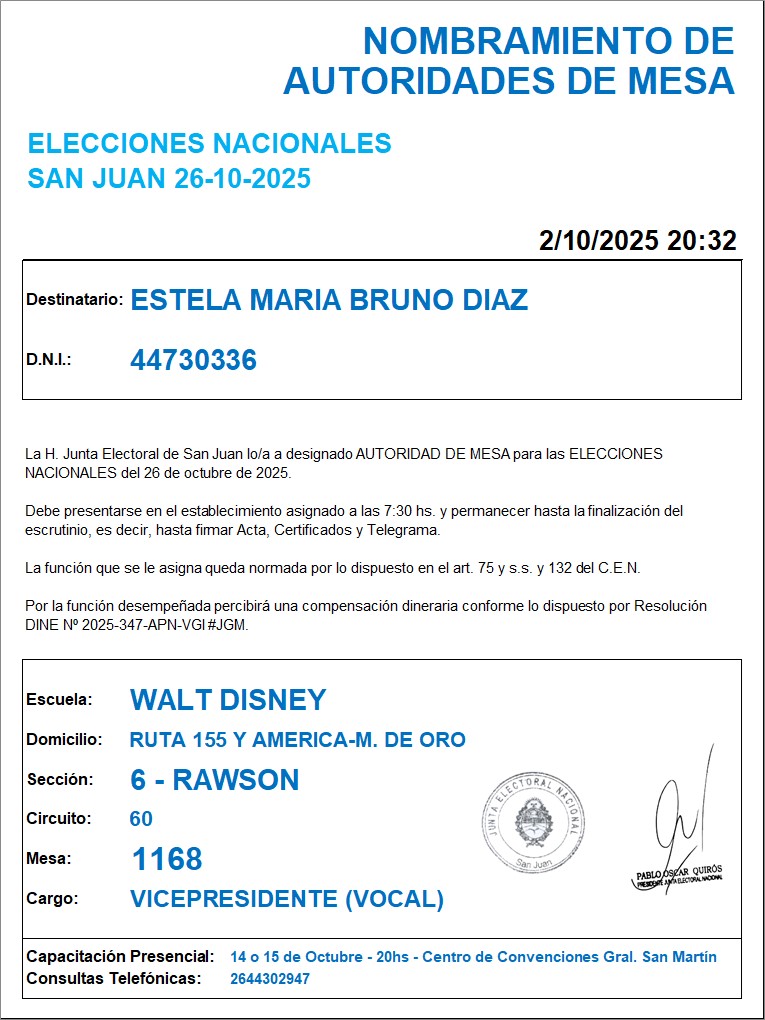 NOMBRAMIENTO DE
AUTORIDADES DE MESA
ELECCIONES NACIONALES
SAN JUAN 26-10-2025
2/10/2025 20:32
Destinatario: ESTELA MARIA BRUNO DIAZ
D.N.I.: 44730336
La H. Junta Electoral de San Juan lo/a a designado AUTORIDAD DE MESA para las ELECCIONES
NACIONALES del 26 de octubre de 2025.
Debe presentarse en el establecimiento asignado a las 7:30 hs. y permanecer hasta la finalización del
escrutinio, es decir, hasta firmar Acta, Certificados y Telegrama.
La función que se le asigna queda normada por lo dispuesto en el art. 75 y s.s. y 132 del C.E.N.
Por la función desempeñada percibirá una compensación dineraria conforme lo dispuesto por Resolución
DINE Nº 2025-347-APN-VGI#JGM.
Escuela: WALT DISNEY
Domicilio: RUTA 155 Y AMERICA-M. DE ORO
Sección: 6 - RAWSON
Circuito: 60
Mesa: 1168
Cargo: VICEPRESIDENTE (VOCAL)
JUNTA ELECTORAL NACIONAL
San Juan
PABLO OSCAR QUIRÓS
PRESIDENTE JUNTA ELECTORAL NACIONAL
Capacitación Presencial: 14 o 15 de Octubre - 20hs - Centro de Convenciones Gral. San Martín
Consultas Telefónicas: 2644302947